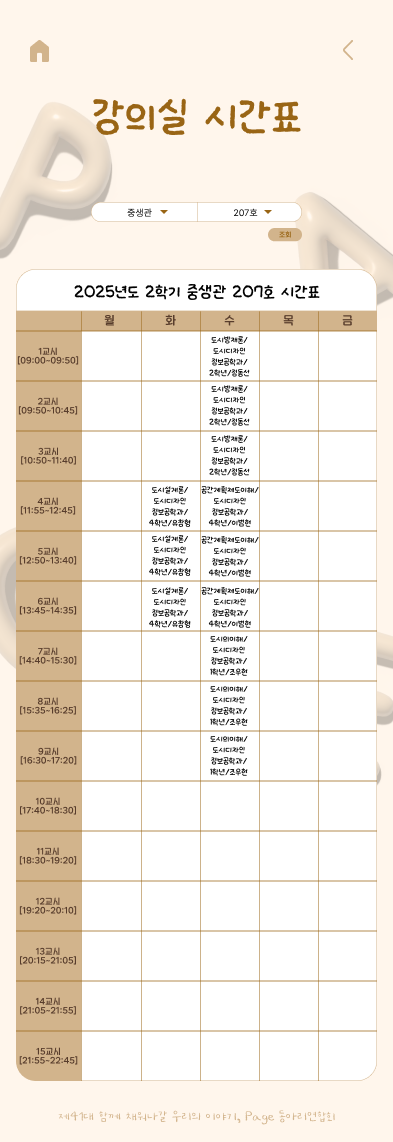 강의실 시간표
중생관 207호
조회
2025년도 2학기 중생관 207호 시간표
월 화 수 목 금
1교시
[09:00~09:50]
도시방재론/
도시디자인
정보공학과/
2학년/정동선
2교시
[09:50~10:45]
도시방재론/
도시디자인
정보공학과/
2학년/정동선
3교시
[10:50~11:40]
도시방재론/
도시디자인
정보공학과/
2학년/정동선
4교시
[11:55~12:45]
도시설계론/
도시디자인
정보공학과/
4학년/유창형
공간계획제도이해/
도시디자인
정보공학과/
4학년/이범현
5교시
[12:50~13:40]
도시설계론/
도시디자인
정보공학과/
4학년/유창형
공간계획제도이해/
도시디자인
정보공학과/
4학년/이범현
6교시
[13:45~14:35]
도시설계론/
도시디자인
정보공학과/
4학년/유창형
공간계획제도이해/
도시디자인
정보공학과/
4학년/이범현
7교시
[14:40~15:30]
도시의이해/
도시디자인
정보공학과/
1학년/조우현
8교시
[15:35~16:25]
도시의이해/
도시디자인
정보공학과/
1학년/조우현
9교시
[16:30~17:20]
도시의이해/
도시디자인
정보공학과/
1학년/조우현
10교시
[17:40~18:30]
11교시
[18:30~19:20]
12교시
[19:20~20:10]
13교시
[20:15~21:05]
14교시
[21:05~21:55]
15교시
[21:55~22:45]
제41대 함께 채워나갈 우리의 이야기, Page 동아리연합회